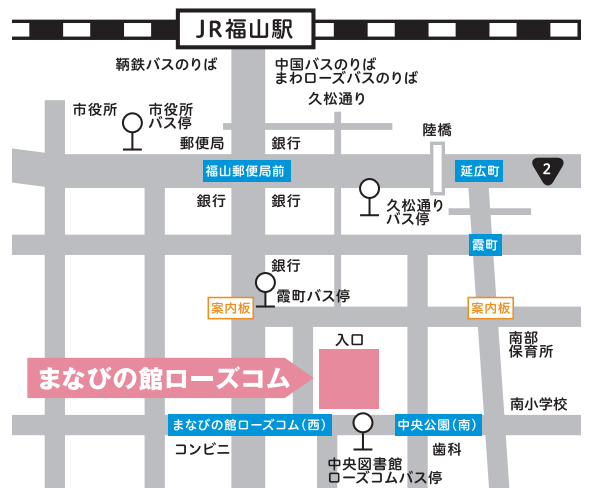 JR福山駅
鞆鉄バスのりば
中国バスのりば
まわローズバスのりば
久松通り
市役所
市役所
バス停
郵便局
銀行
陸橋
福山郵便局前
延広町
2
銀行
銀行
久松通り
バス停
霞町
銀行
霞町バス停
案内板
案内板
入口
南部
保育所
まなびの館ローズコム
南小学校
まなびの館ローズコム(西)
中央公園(南)
コンビニ
歯科
中央図書館
ローズコムバス停